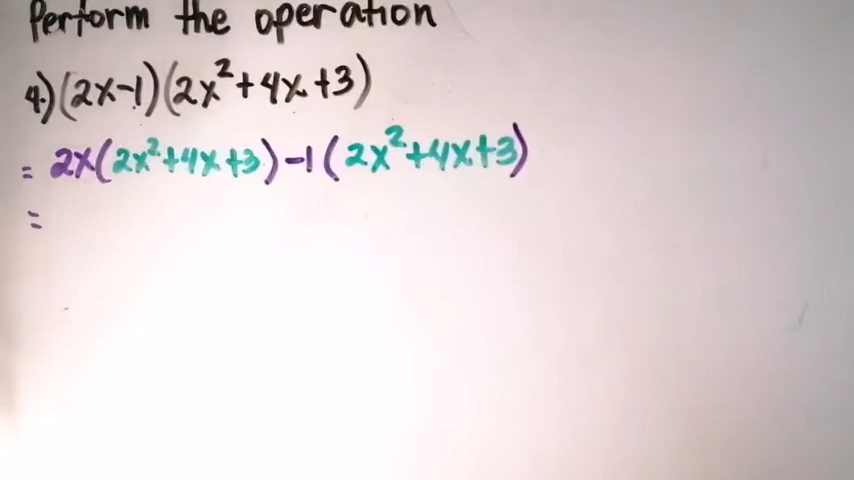 Perform the operation
4.) (2x-1)(2x²+4x+3)
= 2x(2x²+4x+3)-1(2x²+4x+3)
=